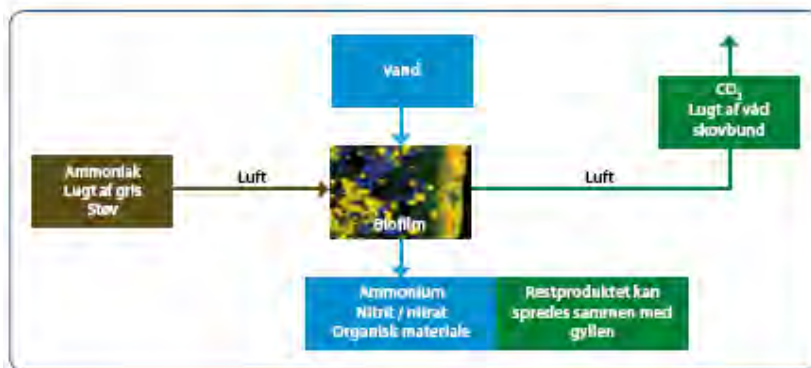 Vand
CO₂
Lugt af våd
skovbund
Ammoniak
Lugt af gris
Støv
Luft
Biofilm
Luft
Ammonium
Nitrit / nitrat
Organisk materiale
Restproduktet kan
spredes sammen med
gyllen